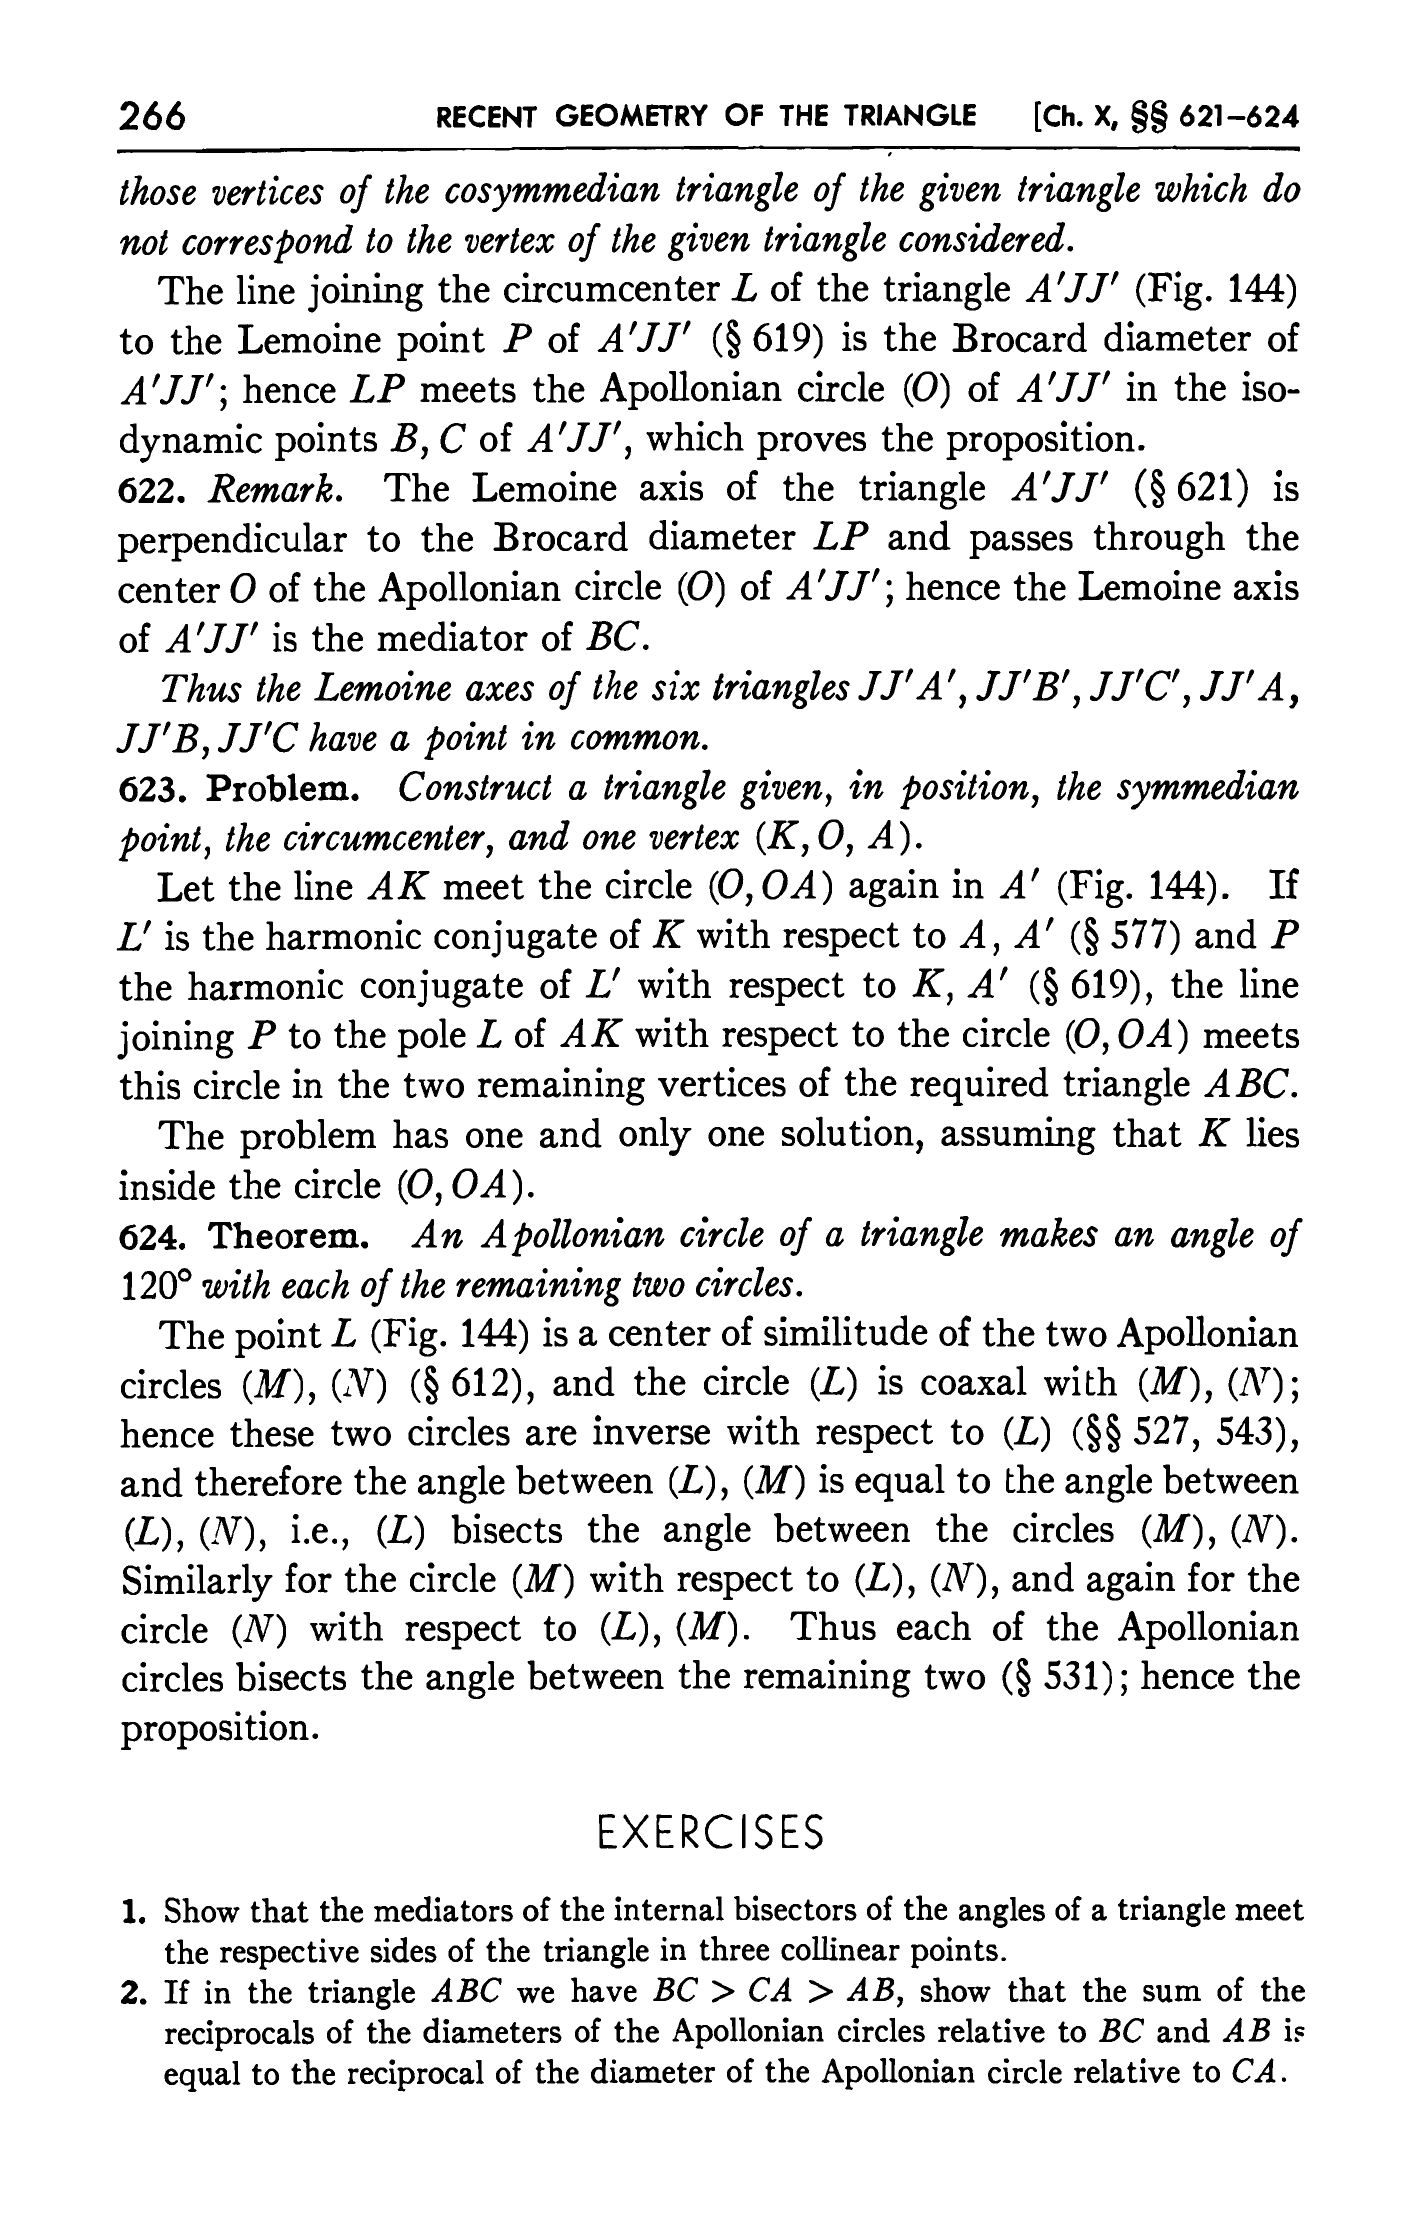 266 RECENT GEOMETRY OF THE TRIANGLE [Ch. X, §§ 621–624
those vertices of the cosymmedian triangle of the given triangle which do
not correspond to the vertex of the given triangle considered.
The line joining the circumcenter L of the triangle A'JJ' (Fig. 144)
to the Lemoine point P of A'JJ' (§ 619) is the Brocard diameter of
A'JJ'; hence LP meets the Apollonian circle (O) of A'JJ' in the iso-
dynamic points B, C of A'JJ', which proves the proposition.
622. Remark. The Lemoine axis of the triangle A'JJ' (§ 621) is
perpendicular to the Brocard diameter LP and passes through the
center O of the Apollonian circle (O) of A'JJ'; hence the Lemoine axis
of A'JJ' is the mediator of BC.
Thus the Lemoine axes of the six triangles JJ'A', JJ'B', JJ'C', JJ'A,
JJ'B, JJ'C have a point in common.
623. Problem. Construct a triangle given, in position, the symmedian
point, the circumcenter, and one vertex (K, O, A).
Let the line AK meet the circle (O, OA) again in A' (Fig. 144). If
L' is the harmonic conjugate of K with respect to A, A' (§ 577) and P
the harmonic conjugate of L' with respect to K, A' (§ 619), the line
joining P to the pole L of AK with respect to the circle (O, OA) meets
this circle in the two remaining vertices of the required triangle ABC.
The problem has one and only one solution, assuming that K lies
inside the circle (O, OA).
624. Theorem. An Apollonian circle of a triangle makes an angle of
120° with each of the remaining two circles.
The point L (Fig. 144) is a center of similitude of the two Apollonian
circles (M), (N) (§ 612), and the circle (L) is coaxal with (M), (N);
hence these two circles are inverse with respect to (L) (§§ 527, 543),
and therefore the angle between (L), (M) is equal to the angle between
(L), (N), i.e., (L) bisects the angle between the circles (M), (N).
Similarly for the circle (M) with respect to (L), (N), and again for the
circle (N) with respect to (L), (M). Thus each of the Apollonian
circles bisects the angle between the remaining two (§ 531); hence the
proposition.
EXERCISES
1. Show that the mediators of the internal bisectors of the angles of a triangle meet
the respective sides of the triangle in three collinear points.
2. If in the triangle ABC we have BC > CA > AB, show that the sum of the
reciprocals of the diameters of the Apollonian circles relative to BC and AB is
equal to the reciprocal of the diameter of the Apollonian circle relative to CA.